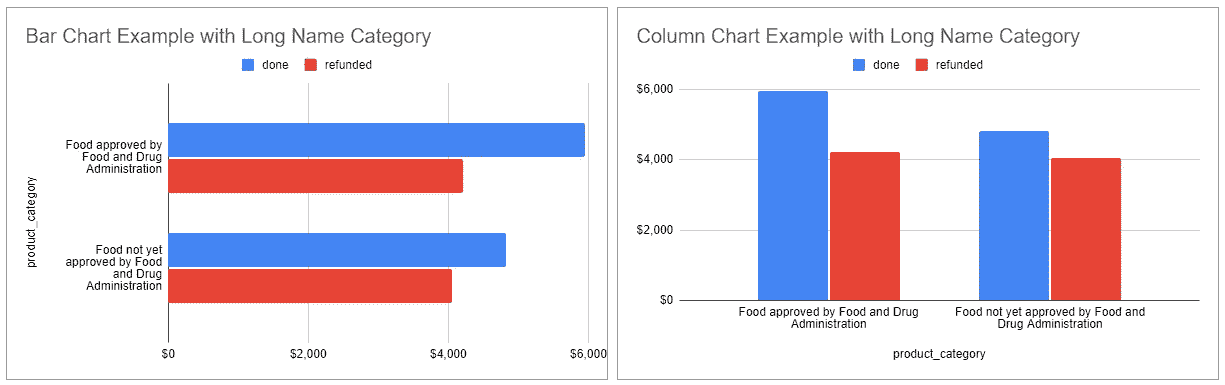 Bar Chart Example with Long Name Category
done
refunded
product_category
Food approved by
Food and Drug
Administration
Food not yet
approved by Food
and Drug
Administration
$0
$2,000
$4,000
$6,000
Column Chart Example with Long Name Category
done
refunded
$6,000
$4,000
$2,000
$0
Food approved by Food and Drug
Administration
Food not yet approved by Food and
Drug Administration
product_category